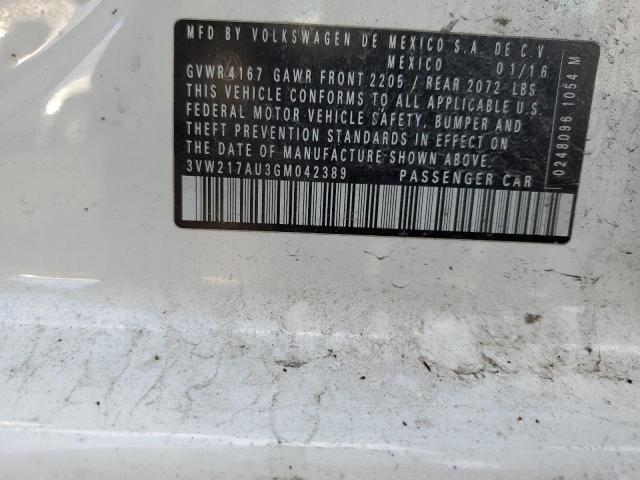 MFD BY VOLKSWAGEN DE MEXICO S.A. DE C.V.
MEXICO 01/16
GVWR4167 GAWR FRONT 2205 / REAR 2072 LBS
THIS VEHICLE CONFORMS TO ALL APPLICABLE U.S.
FEDERAL MOTOR VEHICLE SAFETY, BUMPER AND
THEFT PREVENTION STANDARDS IN EFFECT ON
THE DATE OF MANUFACTURE SHOWN ABOVE.
3VW217AU3GM042389 PASSENGER CAR
0248096 1054 M